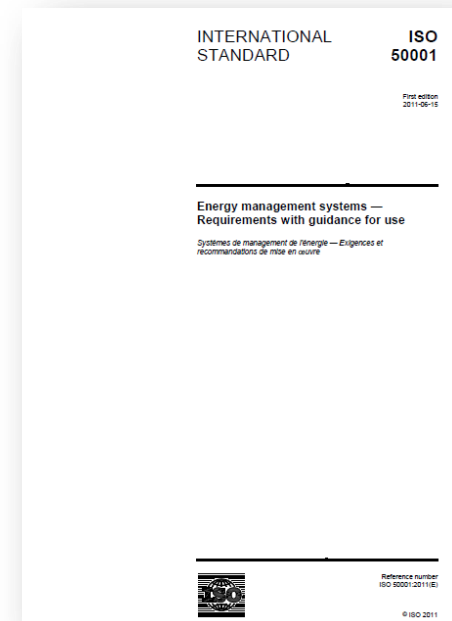 INTERNATIONAL
STANDARD
ISO
50001
First edition
2011-06-15
Energy management systems —
Requirements with guidance for use
Systèmes de management de l'énergie — Exigences et
recommandations de mise en œuvre
ISO
Reference number
ISO 50001:2011(E)
© ISO 2011